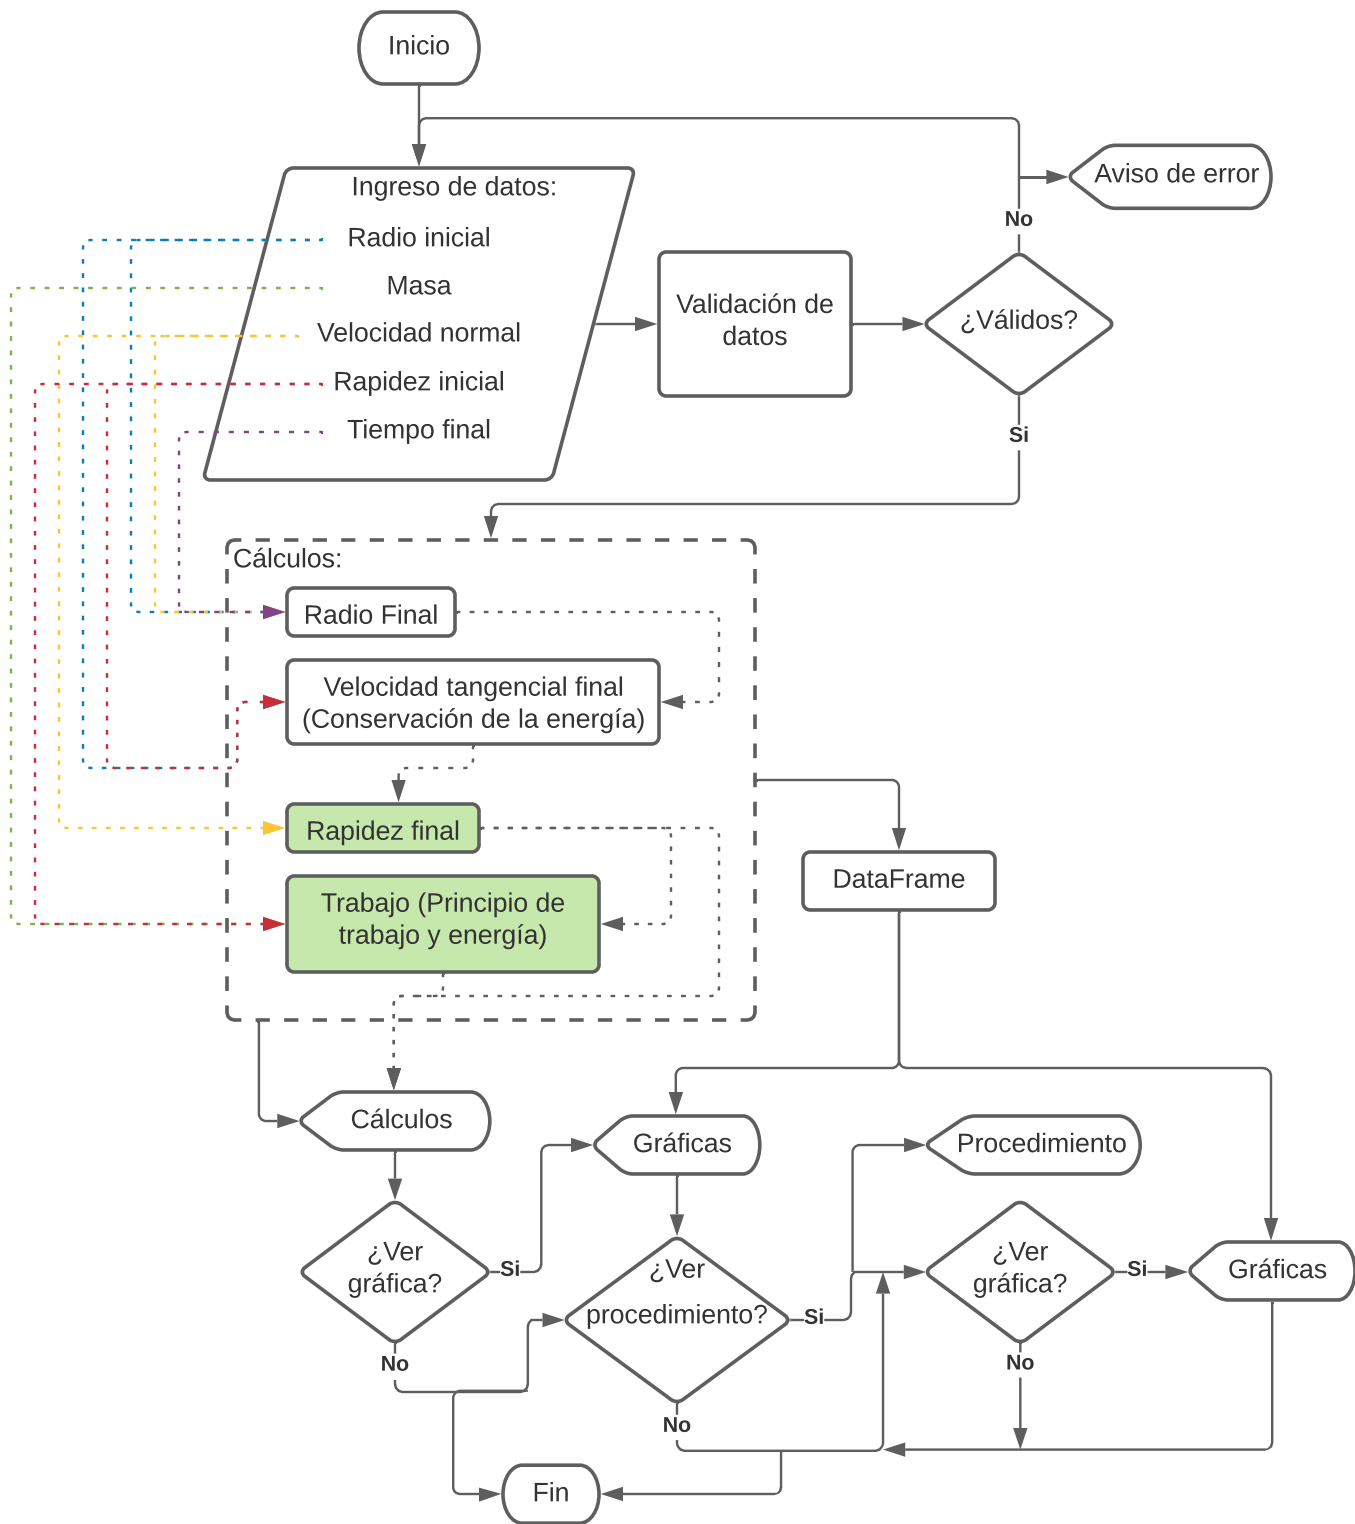 Inicio
Ingreso de datos:
Radio inicial
Masa
Velocidad normal
Rapidez inicial
Tiempo final
Validación de
datos
¿Válidos?
No
Aviso de error
Si
Cálculos:
Radio Final
Velocidad tangencial final
(Conservación de la energía)
Rapidez final
Trabajo (Principio de
trabajo y energía)
DataFrame
Cálculos
¿Ver
gráfica?
Si
No
Gráficas
¿Ver
procedimiento?
Si
No
Procedimiento
¿Ver
gráfica?
Si
No
Gráficas
Fin